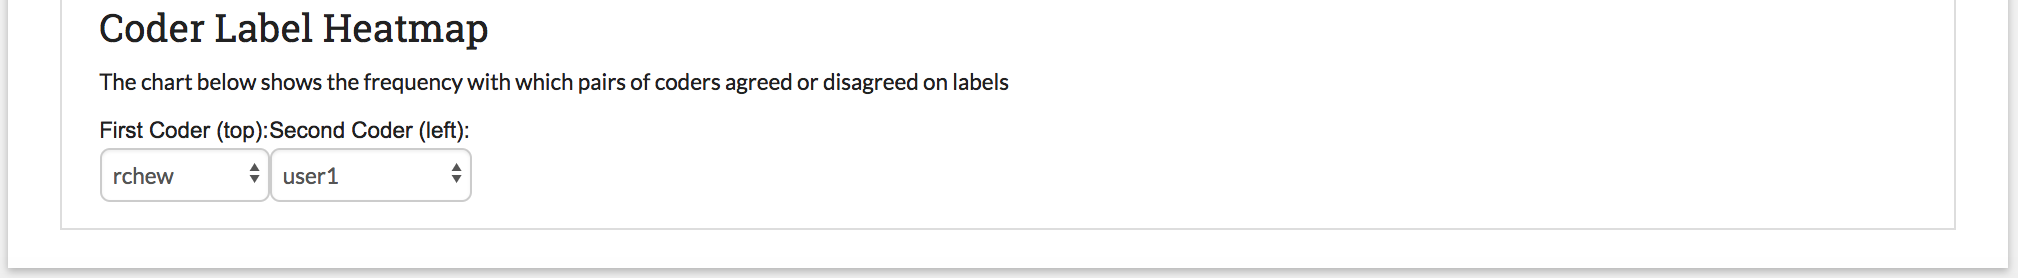 Coder Label Heatmap
The chart below shows the frequency with which pairs of coders agreed or disagreed on labels
First Coder (top):Second Coder (left):
rchew user1